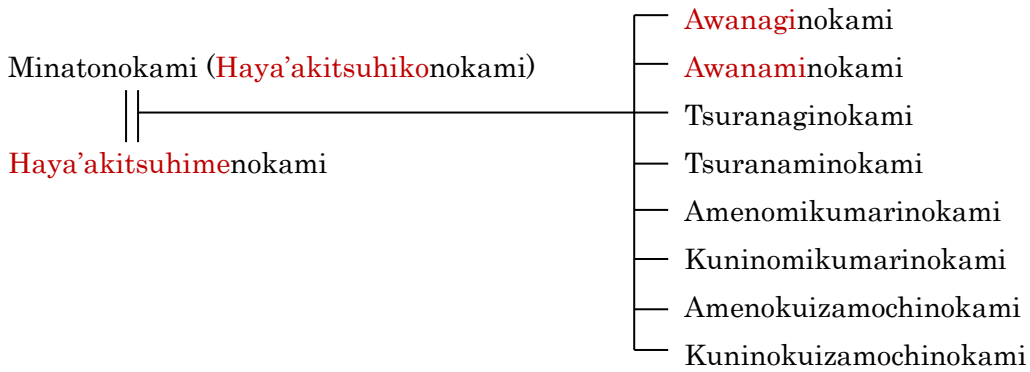 Minatonokami (Haya’akitsuhikonokami)
Haya’akitsuhimenokami
Awanaginokami
Awanaminokami
Tsuranaginokami
Tsuranaminokami
Amenomikumarinokami
Kuninomikumarinokami
Amenokuizamochinokami
Kuninokuizamochinokami